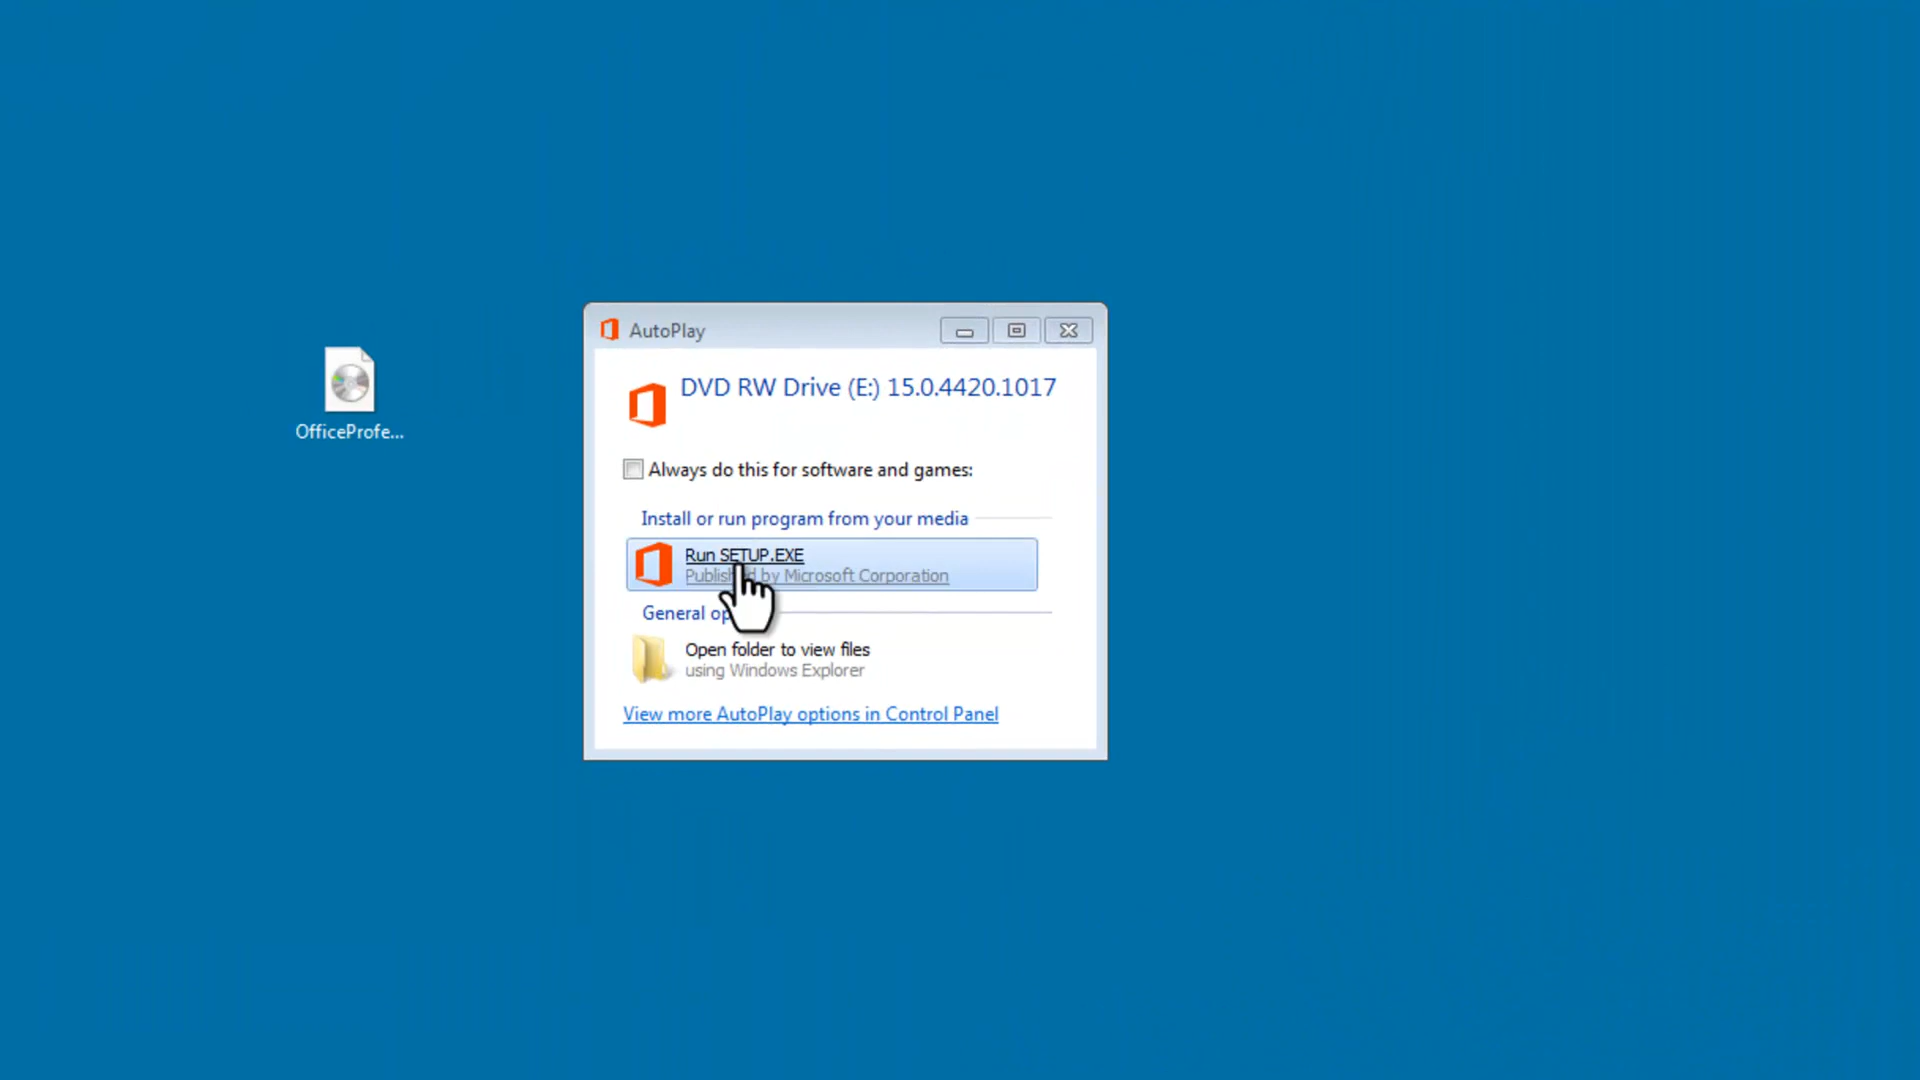 OfficeProfe...
AutoPlay
DVD RW Drive (E:) 15.0.4420.1017
Always do this for software and games:
Install or run program from your media
Run SETUP.EXE
Published by Microsoft Corporation
General op
Open folder to view files
using Windows Explorer
View more AutoPlay options in Control Panel